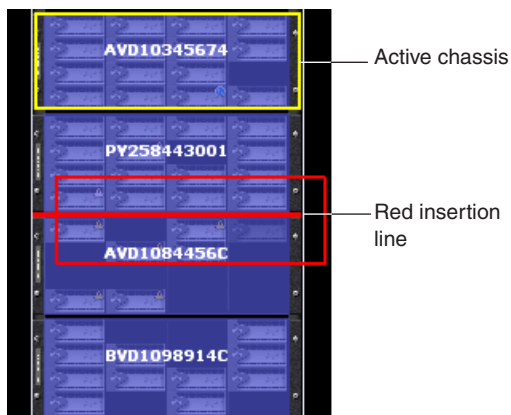 AVD10345674
Active chassis
PY258443001
Red insertion
line
AVD1084456C
BVD1098914C